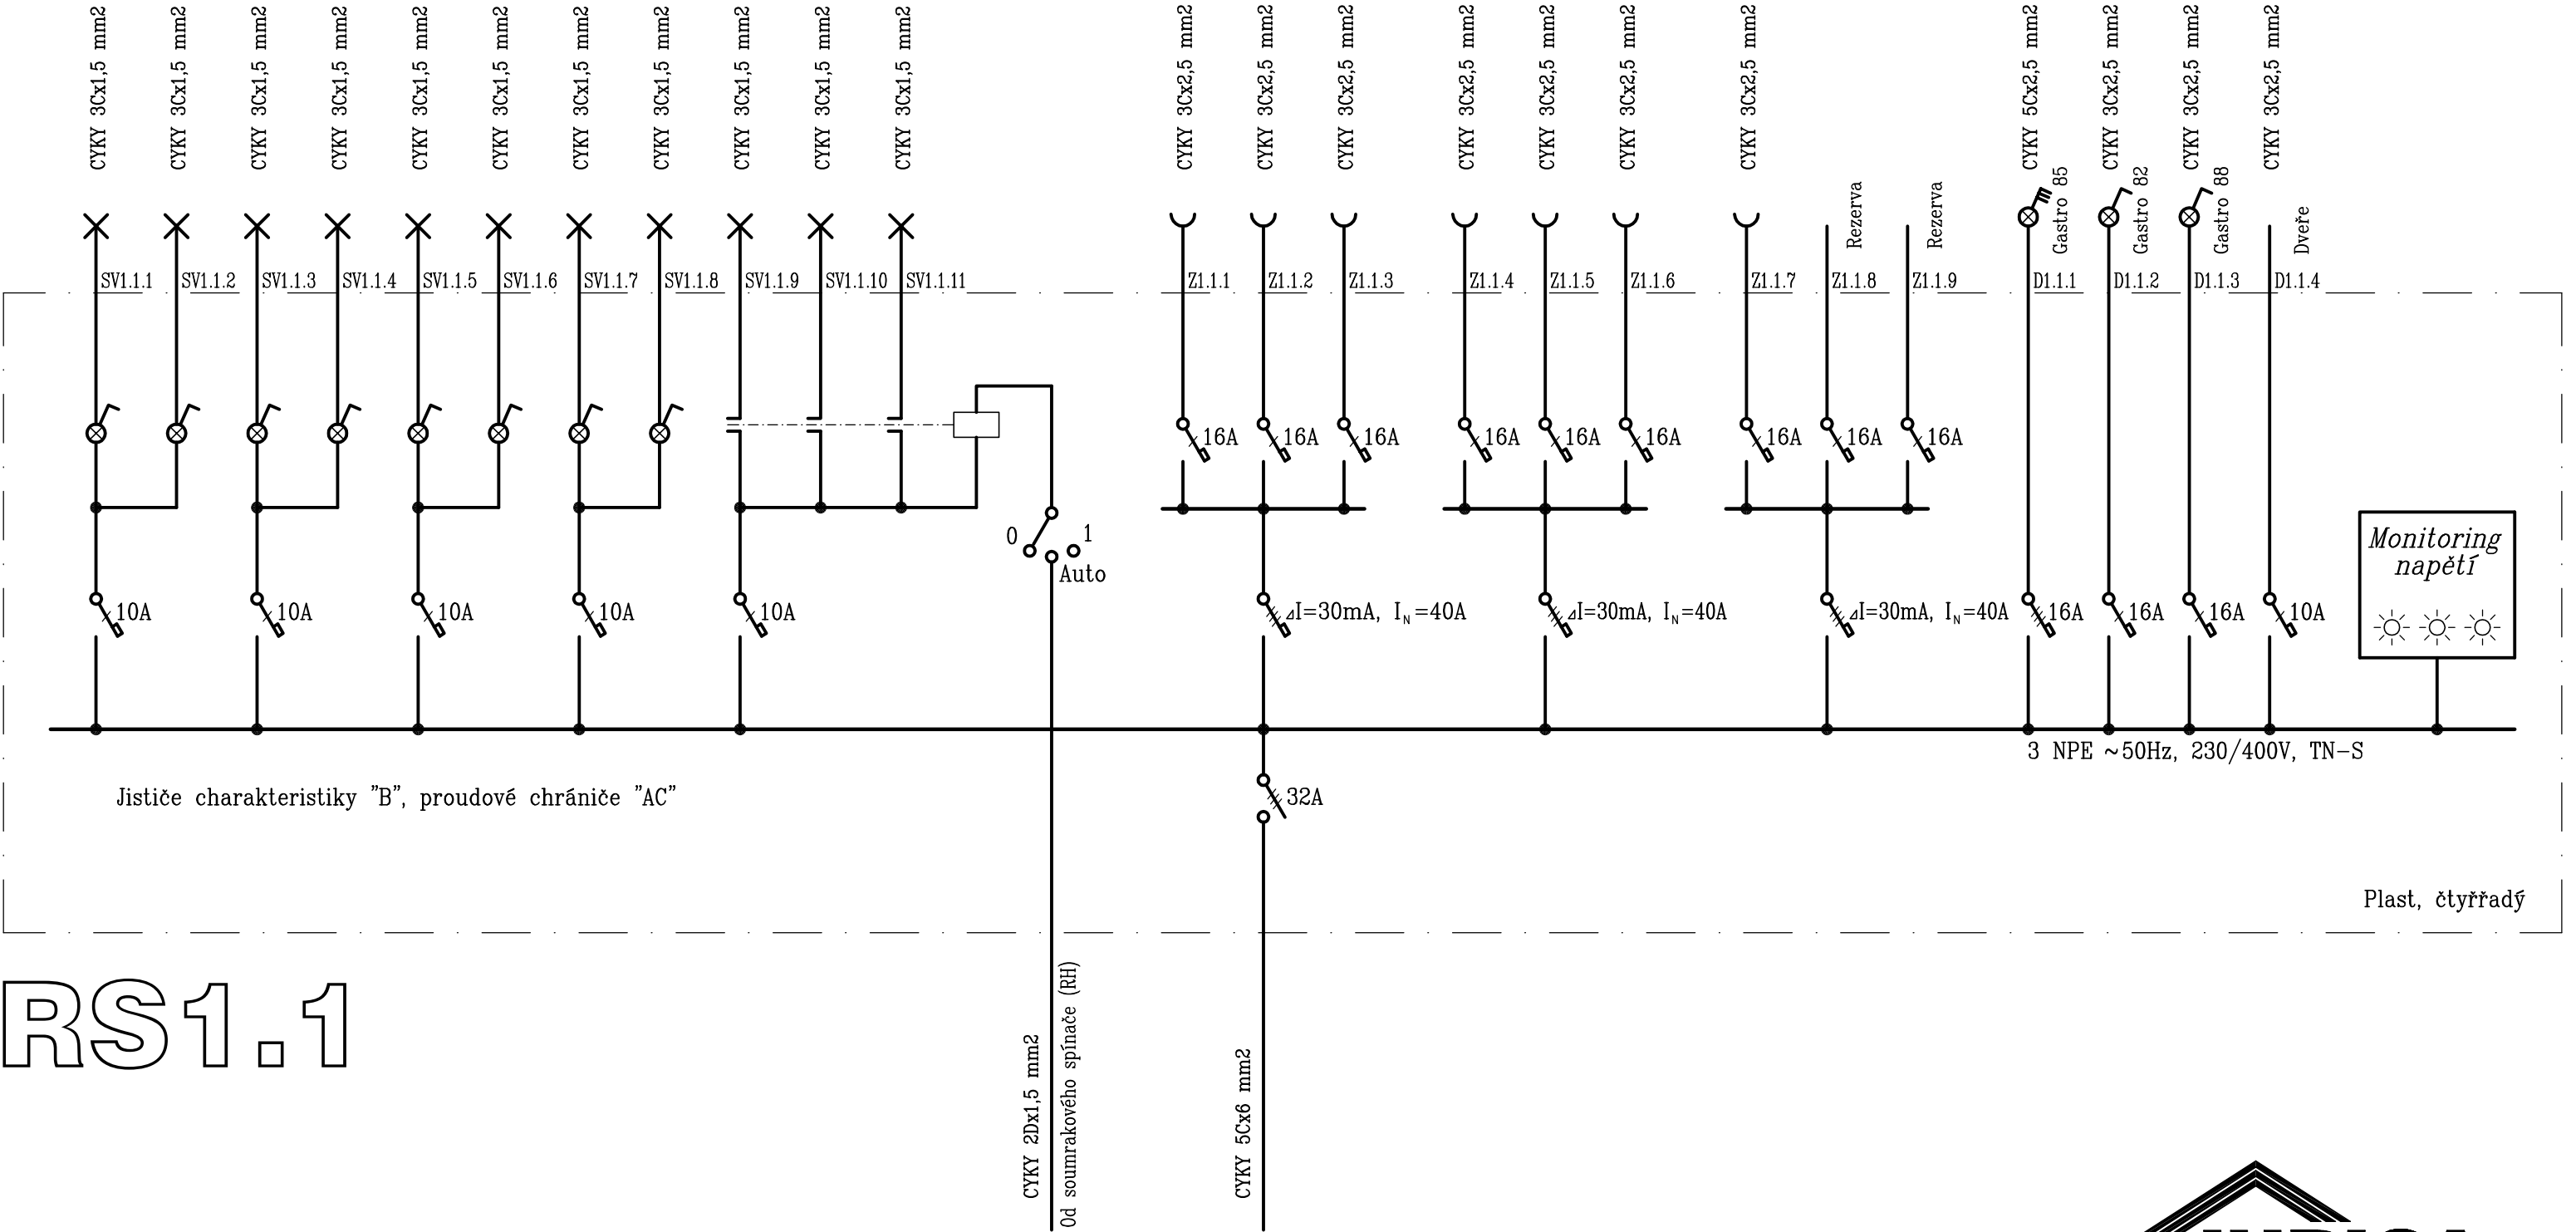 CYKY 3Cx1,5 mm2
CYKY 3Cx1,5 mm2
CYKY 3Cx1,5 mm2
CYKY 3Cx1,5 mm2
CYKY 3Cx1,5 mm2
CYKY 3Cx1,5 mm2
CYKY 3Cx1,5 mm2
CYKY 3Cx1,5 mm2
CYKY 3Cx1,5 mm2
CYKY 3Cx1,5 mm2
CYKY 3Cx1,5 mm2
CYKY 3Cx2,5 mm2
CYKY 3Cx2,5 mm2
CYKY 3Cx2,5 mm2
CYKY 3Cx2,5 mm2
CYKY 3Cx2,5 mm2
CYKY 3Cx2,5 mm2
CYKY 3Cx2,5 mm2
CYKY 5Cx2,5 mm2
CYKY 3Cx2,5 mm2
CYKY 3Cx2,5 mm2
CYKY 3Cx2,5 mm2
Rezerva
Rezerva
Gastro 85
Gastro 82
Gastro 88
Dveře
SV1.1.1
SV1.1.2
SV1.1.3
SV1.1.4
SV1.1.5
SV1.1.6
SV1.1.7
SV1.1.8
SV1.1.9
SV1.1.10
SV1.1.11
Z1.1.1
Z1.1.2
Z1.1.3
Z1.1.4
Z1.1.5
Z1.1.6
Z1.1.7
Z1.1.8
Z1.1.9
D1.1.1
D1.1.2
D1.1.3
D1.1.4
16A
16A
16A
16A
16A
16A
16A
16A
16A
0
1
Auto
Monitoring
napětí
10A
10A
10A
10A
10A
⊿I=30mA, I_N=40A
⊿I=30mA, I_N=40A
⊿I=30mA, I_N=40A
16A
16A
16A
10A
3 NPE ~50Hz, 230/400V, TN-S
Jističe charakteristiky "B", proudové chrániče "AC"
32A
Plast, čtyřřadý
RS1.1
CYKY 2Dx1,5 mm2
Od soumrakového spínače (RH)
CYKY 5Cx6 mm2